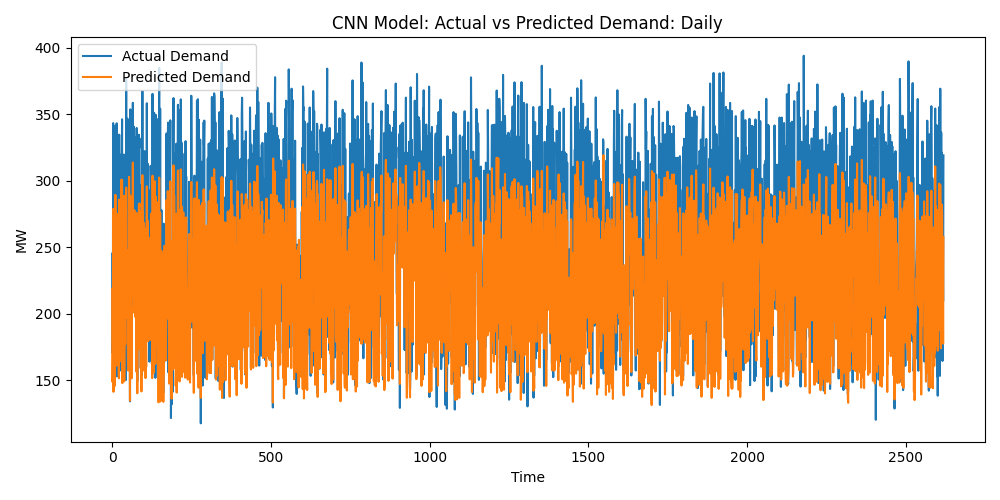 CNN Model: Actual vs Predicted Demand: Daily
Actual Demand
Predicted Demand
MW
400
350
300
250
200
150
0 500 1000 1500 2000 2500
Time